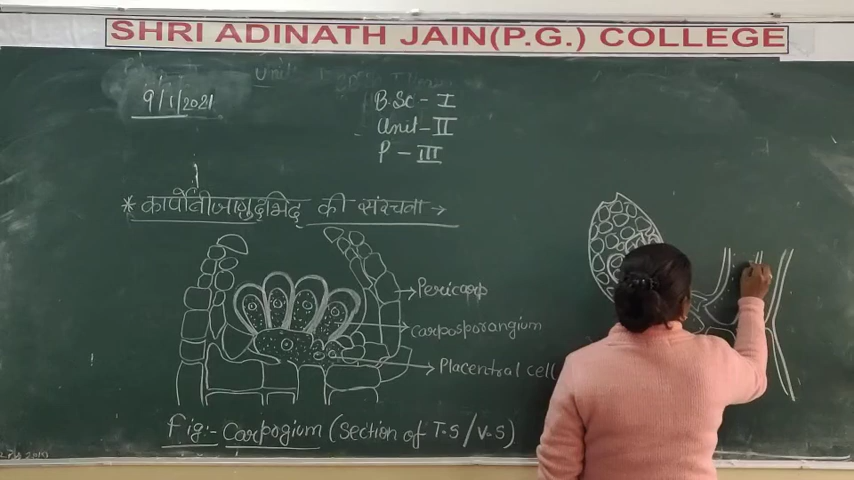 SHRI ADINATH JAIN(P.G.) COLLEGE
9/1/2021
B.Sc - I
Unit - II
P - III
* कार्पोबीजाणुद्भिद की संरचना →
Pericarp
carposporangium
Placentral cell
Fig:- Carpogium (Section of T.S/V.S)